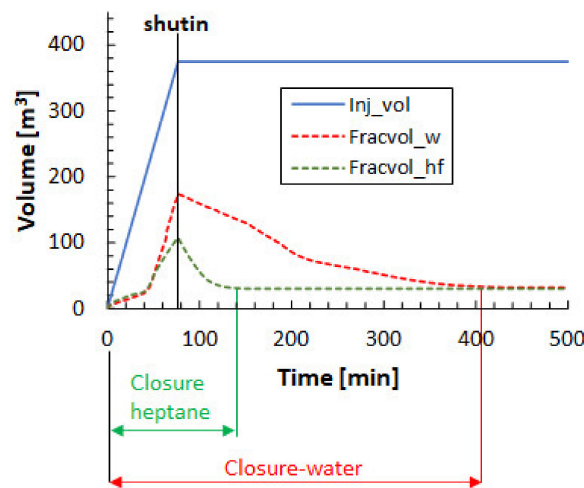 shutin
400
300
200
100
0
Volume [m³]
Inj_vol
Fracvol_w
Fracvol_hf
0 100 200 300 400 500
Time [min]
Closure
heptane
Closure-water